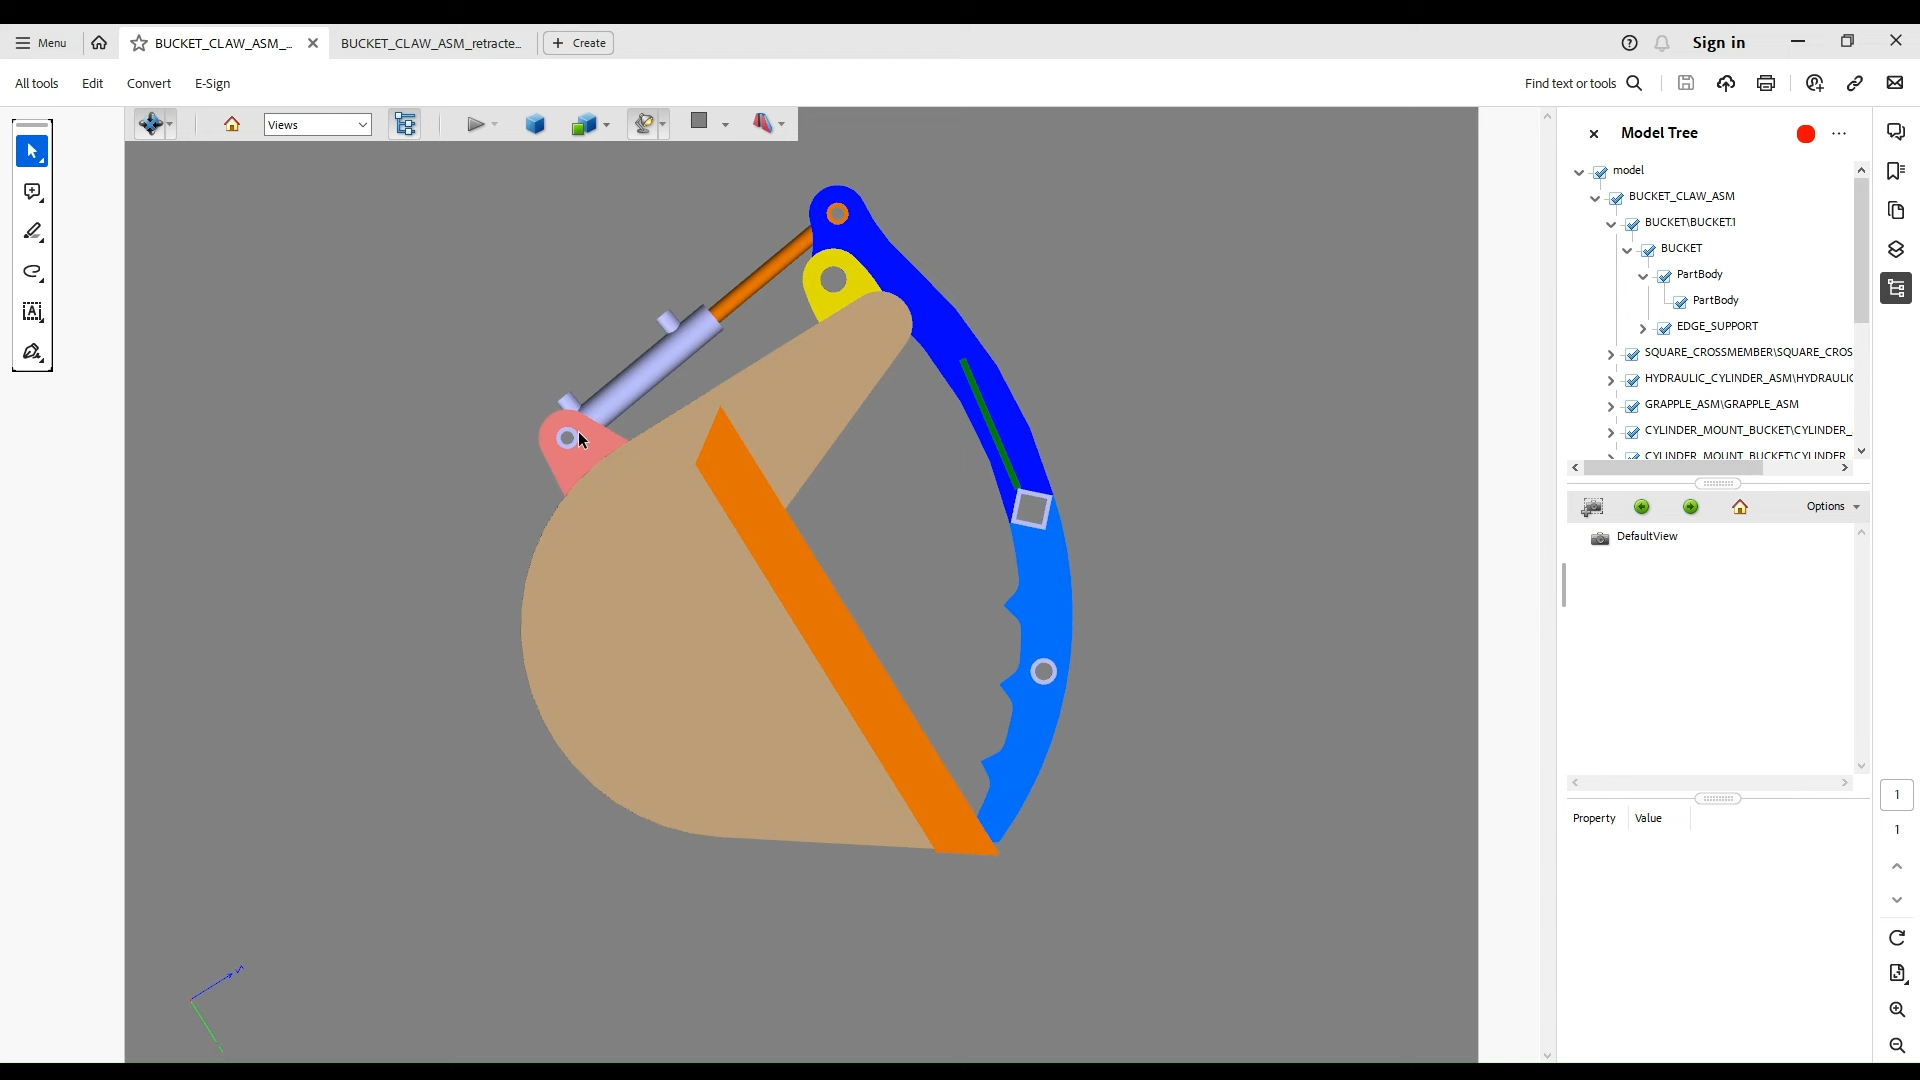 Menu
BUCKET_CLAW_ASM_...
BUCKET_CLAW_ASM_retracte...
Create
Sign in
All tools
Edit
Convert
E-Sign
Find text or tools
Views
Model Tree
model
BUCKET_CLAW_ASM
BUCKET\BUCKET.1
BUCKET
PartBody
PartBody
EDGE_SUPPORT
SQUARE_CROSSMEMBER\SQUARE_CROS
HYDRAULIC_CYLINDER_ASM\HYDRAULIC
GRAPPLE_ASM\GRAPPLE_ASM
CYLINDER_MOUNT_BUCKET\CYLINDER_
CYLINDER_MOUNT_BUCKET\CYLINDER
Options
DefaultView
Property
Value
1
1